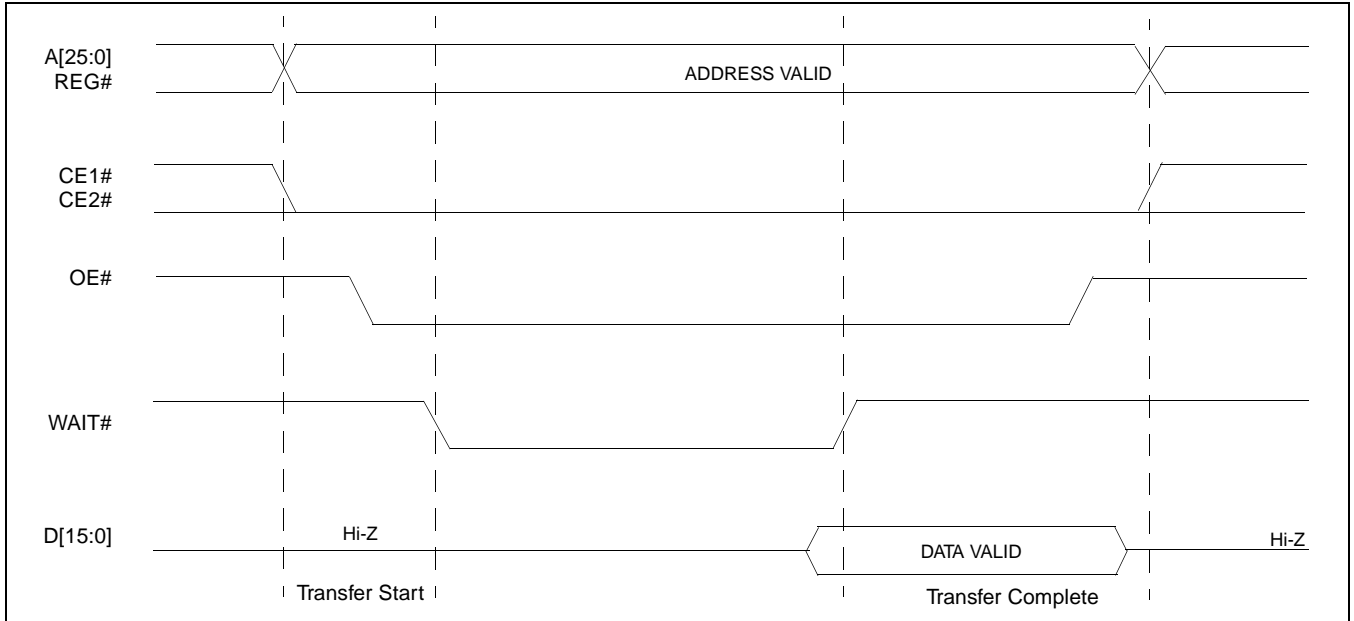 A[25:0]
REG#
ADDRESS VALID
CE1#
CE2#
OE#
WAIT#
D[15:0]
Hi-Z
DATA VALID
Hi-Z
Transfer Start
Transfer Complete